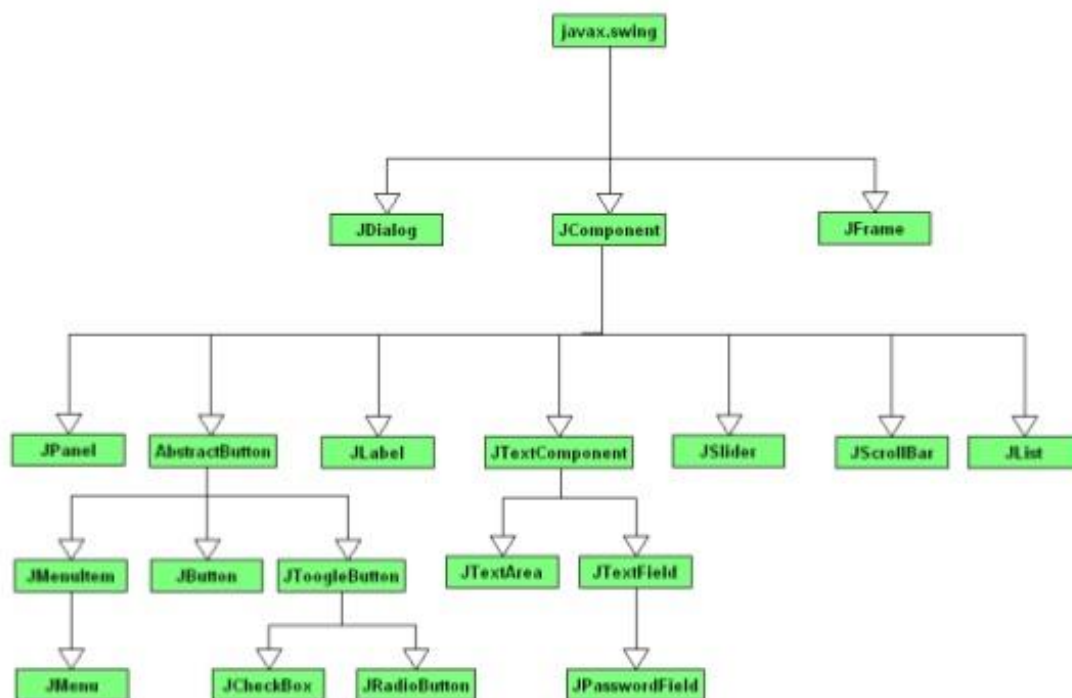 javax.swing
JDialog
JComponent
JFrame
JPanel
AbstractButton
JLabel
JTextComponent
JSlider
JScrollBar
JList
JMenuItem
JButton
JToogleButton
JTextArea
JTextField
JMenu
JCheckBox
JRadioButton
JPasswordField